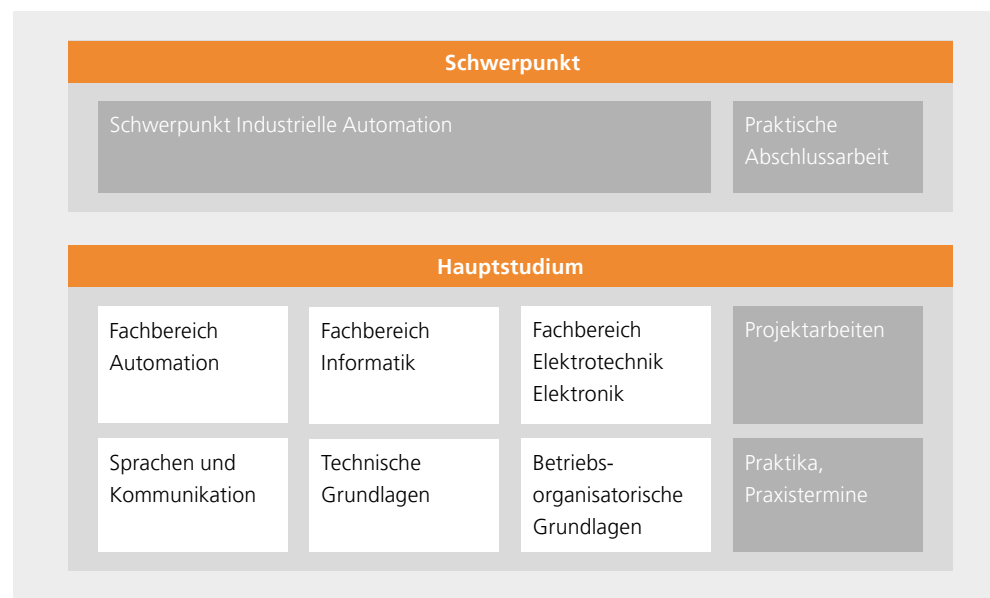 Schwerpunkt
Schwerpunkt Industrielle Automation
Praktische
Abschlussarbeit
Hauptstudium
Fachbereich
Automation
Fachbereich
Informatik
Fachbereich
Elektrotechnik
Elektronik
Projektarbeiten
Sprachen und
Kommunikation
Technische
Grundlagen
Betriebs-
organisatorische
Grundlagen
Praktika,
Praxistermine